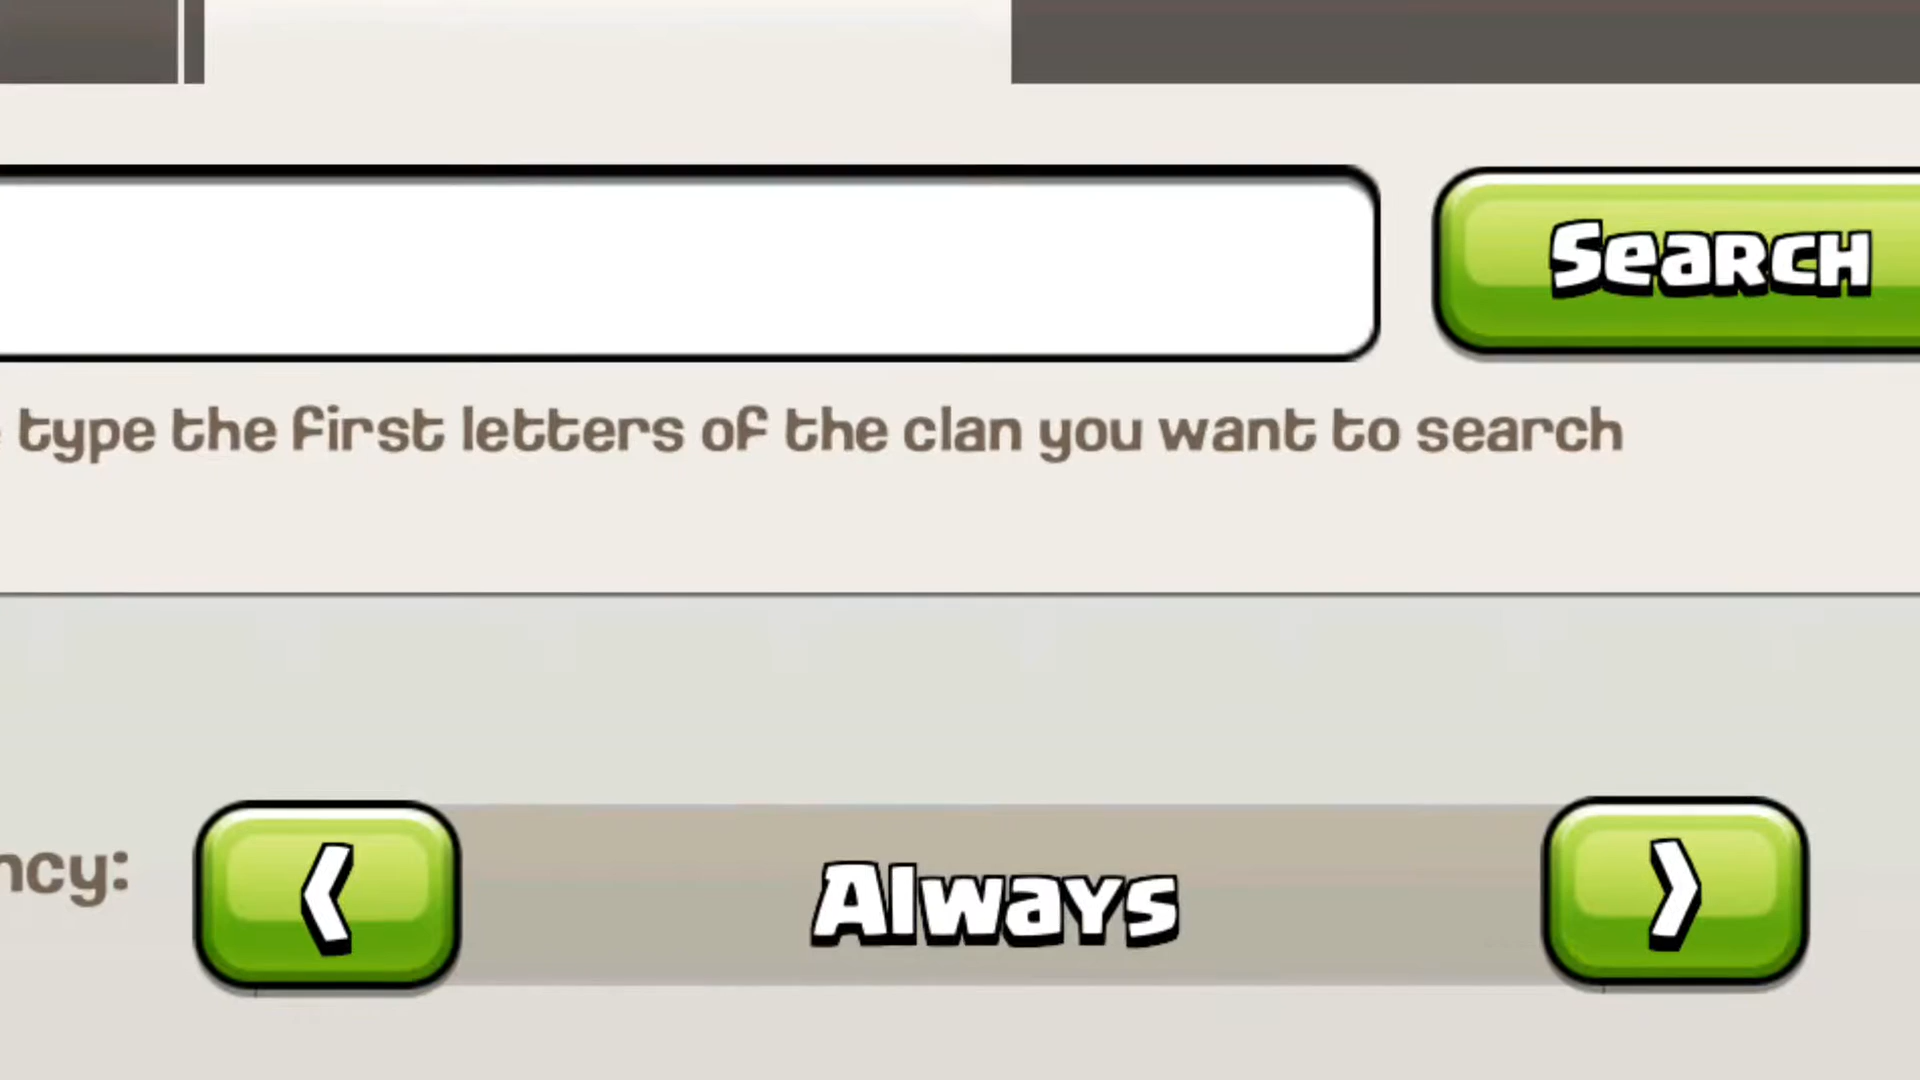 Search
type the first letters of the clan you want to search
ncy:
Always